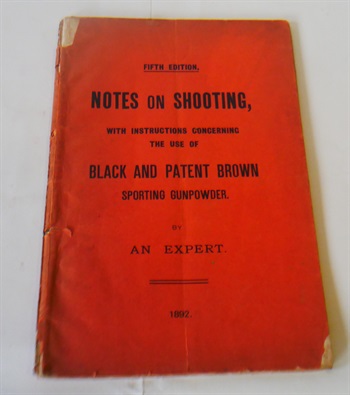 FIFTH EDITION.
NOTES ON SHOOTING,
WITH INSTRUCTIONS CONCERNING
THE USE OF
BLACK AND PATENT BROWN
SPORTING GUNPOWDER.
BY
AN EXPERT.
1892.